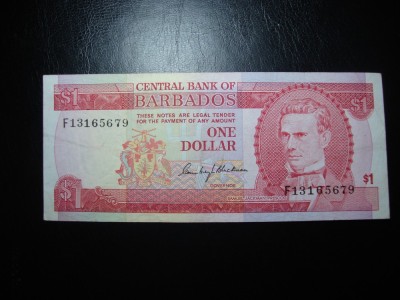 CENTRAL BANK OF
BARBADOS
$1
$1
THESE NOTES ARE LEGAL TENDER
FOR THE PAYMENT OF ANY AMOUNT
F13165679
ONE
DOLLAR
GOVERNOR
F13165679
$1
$1